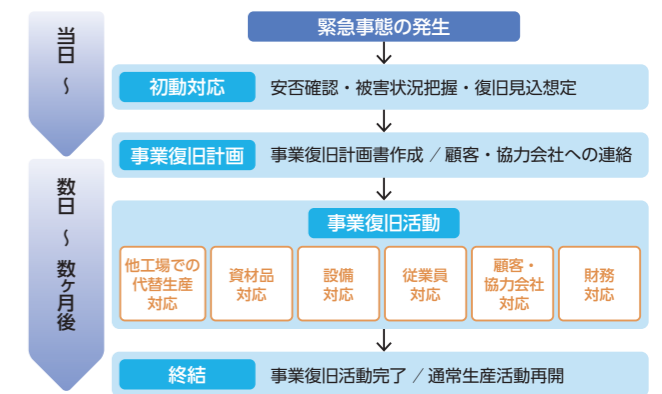 当日
〜
緊急事態の発生
初動対応 安否確認・被害状況把握・復旧見込想定
事業復旧計画 事業復旧計画書作成 / 顧客・協力会社への連絡
数日
〜
数ヶ月後
事業復旧活動
他工場での
代替生産
対応
資材品
対応
設備
対応
従業員
対応
顧客・
協力会社
対応
財務
対応
終結 事業復旧活動完了 / 通常生産活動再開